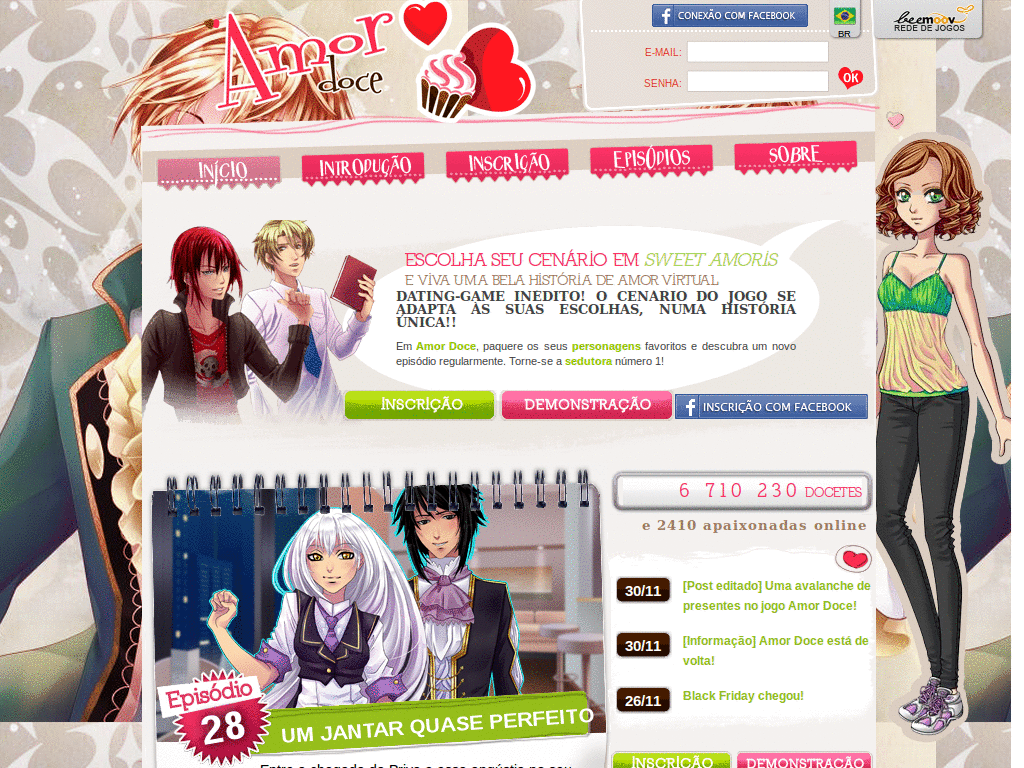 Amor doce
CONEXÃO COM FACEBOOK
BR
beemoov
REDE DE JOGOS
E-MAIL:
SENHA:
OK
INÍCIO
INTRODUÇÃO
INSCRIÇÃO
EPISÓDIOS
SOBRE
ESCOLHA SEU CENÁRIO EM SWEET AMORIS
E VIVA UMA BELA HISTÓRIA DE AMOR VIRTUAL
DATING-GAME INEDITO! O CENARIO DO JOGO SE
ADAPTA ÀS SUAS ESCOLHAS, NUMA HISTÓRIA
ÚNICA!!
Em Amor Doce, paquere os seus personagens favoritos e descubra um novo
episódio regularmente. Torne-se a sedutora número 1!
INSCRIÇÃO
DEMONSTRAÇÃO
INSCRIÇÃO COM FACEBOOK
6 710 230 DOCETES
e 2410 apaixonadas online
30/11
[Post editado] Uma avalanche de
presentes no jogo Amor Doce!
30/11
[Informação] Amor Doce está de
volta!
26/11
Black Friday chegou!
Episódio
28
UM JANTAR QUASE PERFEITO
INSCRIÇÃO
DEMONSTRAÇÃO